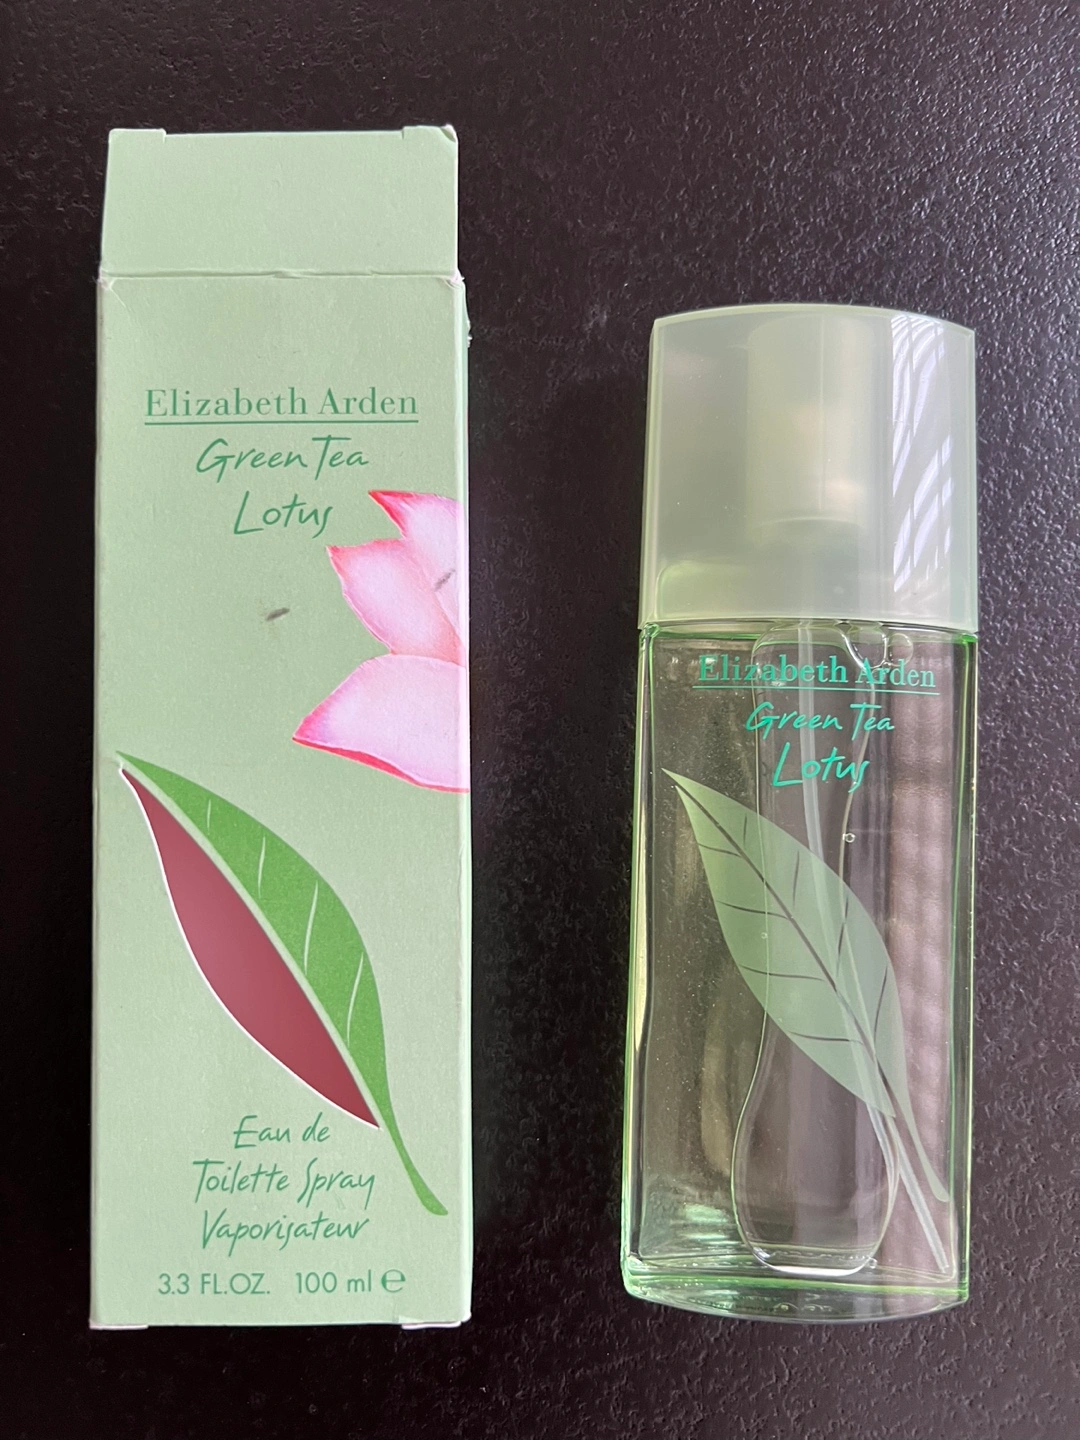 Elizabeth Arden
Green Tea
Lotus
Eau de
Toilette Spray
Vaporisateur
3.3 FL.OZ. 100 ml ℮
Elizabeth Arden
Green Tea
Lotus